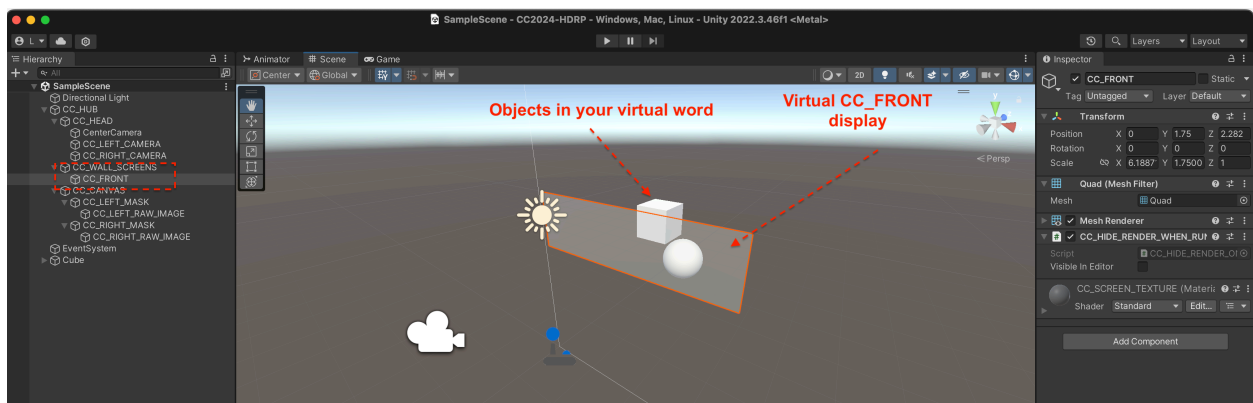 SampleScene - CC2024-HDRP - Windows, Mac, Linux - Unity 2022.3.46f1 <Metal>
L
Layers
Layout
Hierarchy
Animator
Scene
Game
Inspector
All
Center
Global
2D
CC_FRONT
Static
SampleScene
Directional Light
CC_HUB
CC_HEAD
CenterCamera
CC_LEFT_CAMERA
CC_RIGHT_CAMERA
CC_WALL_SCREENS
CC_FRONT
CC_CANVAS
CC_LEFT_MASK
CC_LEFT_RAW_IMAGE
CC_RIGHT_MASK
CC_RIGHT_RAW_IMAGE
EventSystem
Cube
Objects in your virtual word
Virtual CC_FRONT
display
y
Persp
Tag Untagged Layer Default
Transform
Position X 0 Y 1.75 Z 2.282
Rotation X 0 Y 0 Z 0
Scale X 6.1887 Y 1.7500 Z 1
Quad (Mesh Filter)
Mesh Quad
Mesh Renderer
CC_HIDE_RENDER_WHEN_RUN
Script CC_HIDE_RENDER_O
Visible In Editor
CC_SCREEN_TEXTURE (Materi
Shader Standard Edit...
Add Component